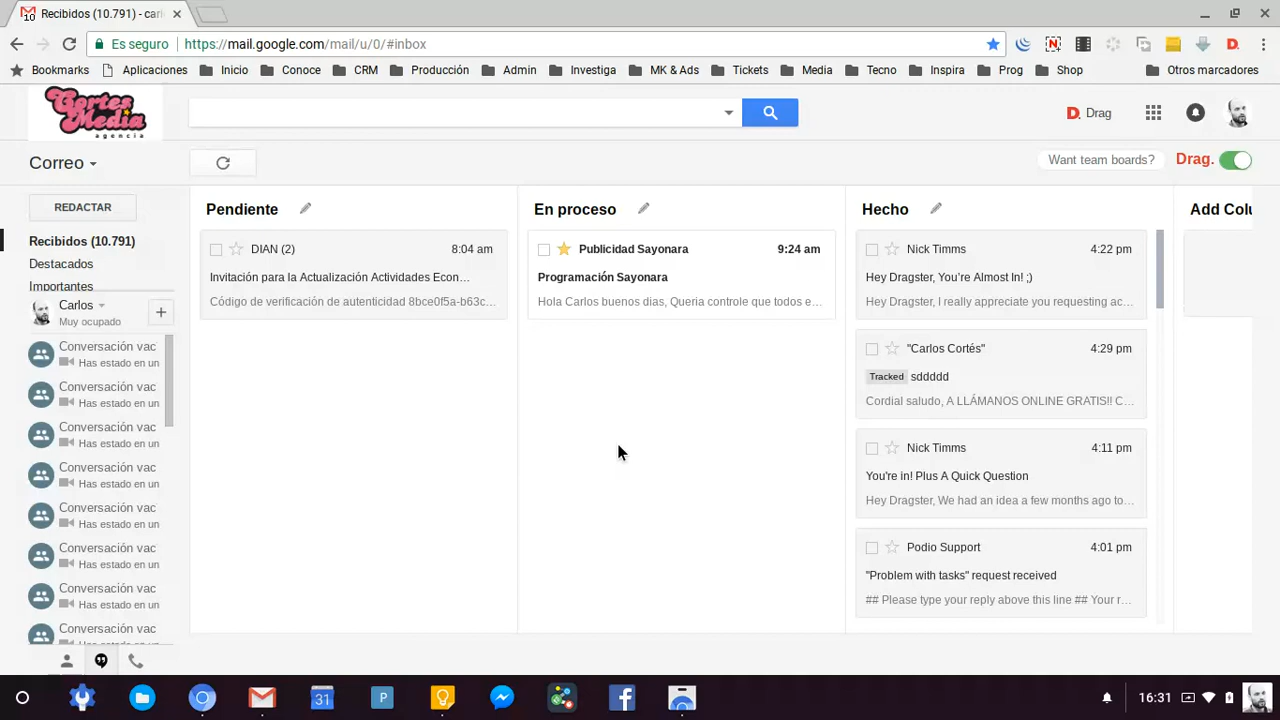 10
Recibidos (10.791) - cari
Es seguro
https://mail.google.com/mail/u/0/#inbox
D.
Bookmarks
Aplicaciones
Inicio
Conoce
CRM
Producción
Admin
Investiga
MK & Ads
Tickets
Media
Tecno
Inspira
Prog
Shop
Otros marcadores
Cortes
Media
agencia
D. Drag
Correo
Want team boards?
Drag.
REDACTAR
Recibidos (10.791)
Destacados
Importantes
Carlos
Muy ocupado
Conversación vac
Has estado en un
Conversación vac
Has estado en un
Conversación vac
Has estado en un
Conversación vac
Has estado en un
Conversación vac
Has estado en un
Conversación vac
Has estado en un
Conversación vac
Has estado en un
Conversación vac
Has estado en un
Pendiente
DIAN (2)
8:04 am
Invitación para la Actualización Actividades Econ…
Código de verificación de autenticidad 8bce0f5a-b63c…
En proceso
Publicidad Sayonara
9:24 am
Programación Sayonara
Hola Carlos buenos dias, Queria controle que todos e…
Hecho
Nick Timms
4:22 pm
Hey Dragster, You're Almost In! ;)
Hey Dragster, I really appreciate you requesting ac…
"Carlos Cortés"
4:29 pm
Tracked sddddd
Cordial saludo, A LLÁMANOS ONLINE GRATIS!! C…
Nick Timms
4:11 pm
You're in! Plus A Quick Question
Hey Dragster, We had an idea a few months ago to…
Podio Support
4:01 pm
"Problem with tasks" request received
## Please type your reply above this line ## Your r…
Add Colu
31
P
16:31